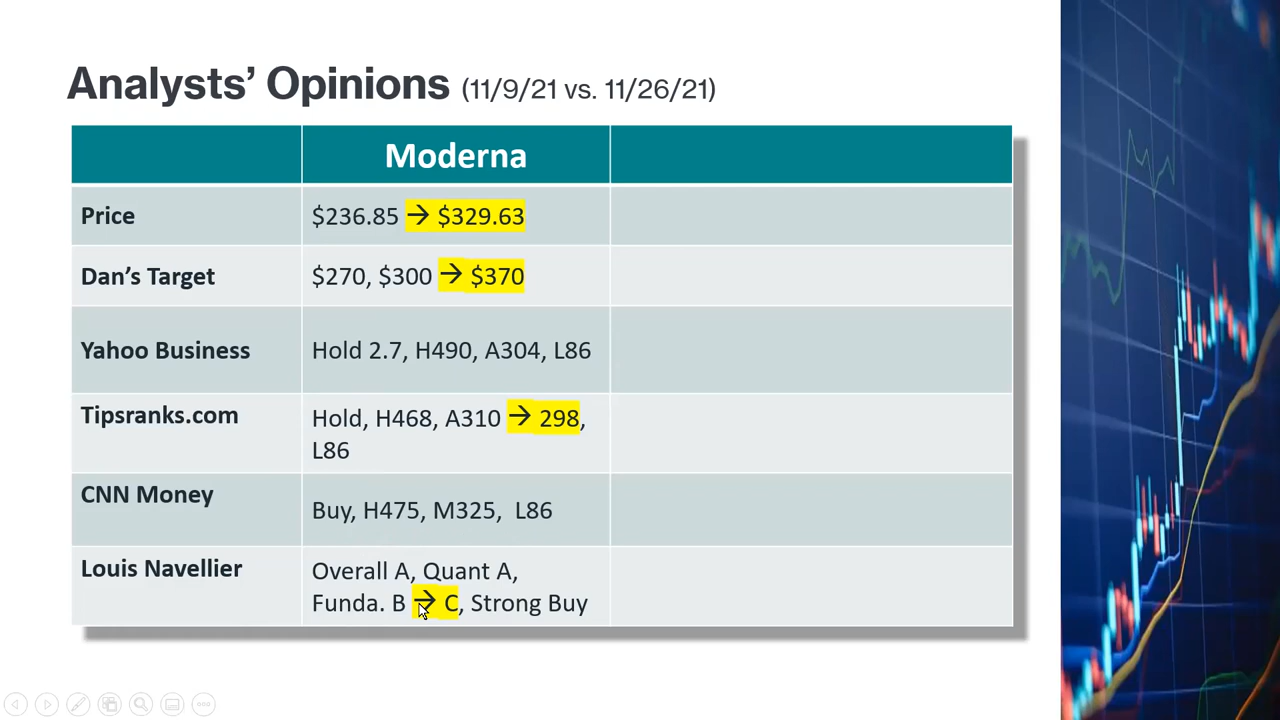 Analysts’ Opinions (11/9/21 vs. 11/26/21)
Moderna
Price
$236.85 → $329.63
Dan’s Target
$270, $300 → $370
Yahoo Business
Hold 2.7, H490, A304, L86
Tipsranks.com
Hold, H468, A310 → 298,
L86
CNN Money
Buy, H475, M325, L86
Louis Navellier
Overall A, Quant A,
Funda. B → C, Strong Buy